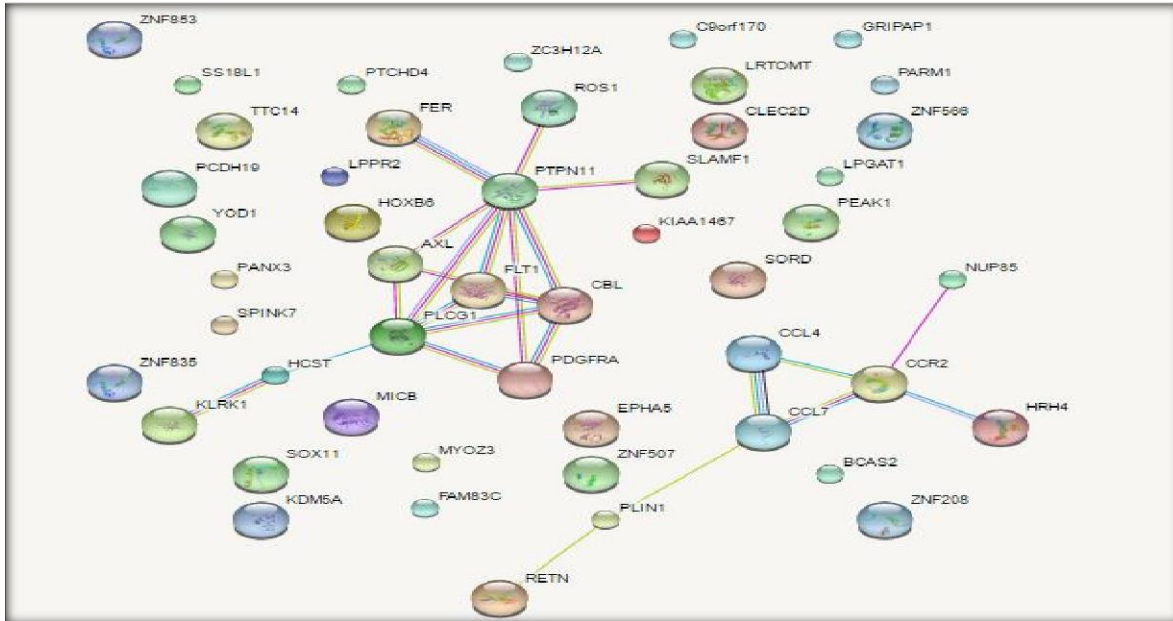 ZNF853
C9orf170
GRIPAP1
ZC3H12A
SS18L1
PTCHD4
LRTOMT
PARM1
ROS1
TTC14
FER
CLEC2D
ZNF566
PCDH19
LPPR2
PTPN11
SLAMF1
LPGAT1
YOD1
HOXB6
KIAA1467
PEAK1
AXL
PANX3
FLT1
CBL
SORD
NUP85
SPINK7
PLCG1
CCL4
ZNF835
HCST
PDGFRA
CCR2
KLRK1
MICB
EPHA5
CCL7
HRH4
SOX11
MYOZ3
ZNF507
BCAS2
KDM5A
FAM83C
PLIN1
ZNF208
RETN